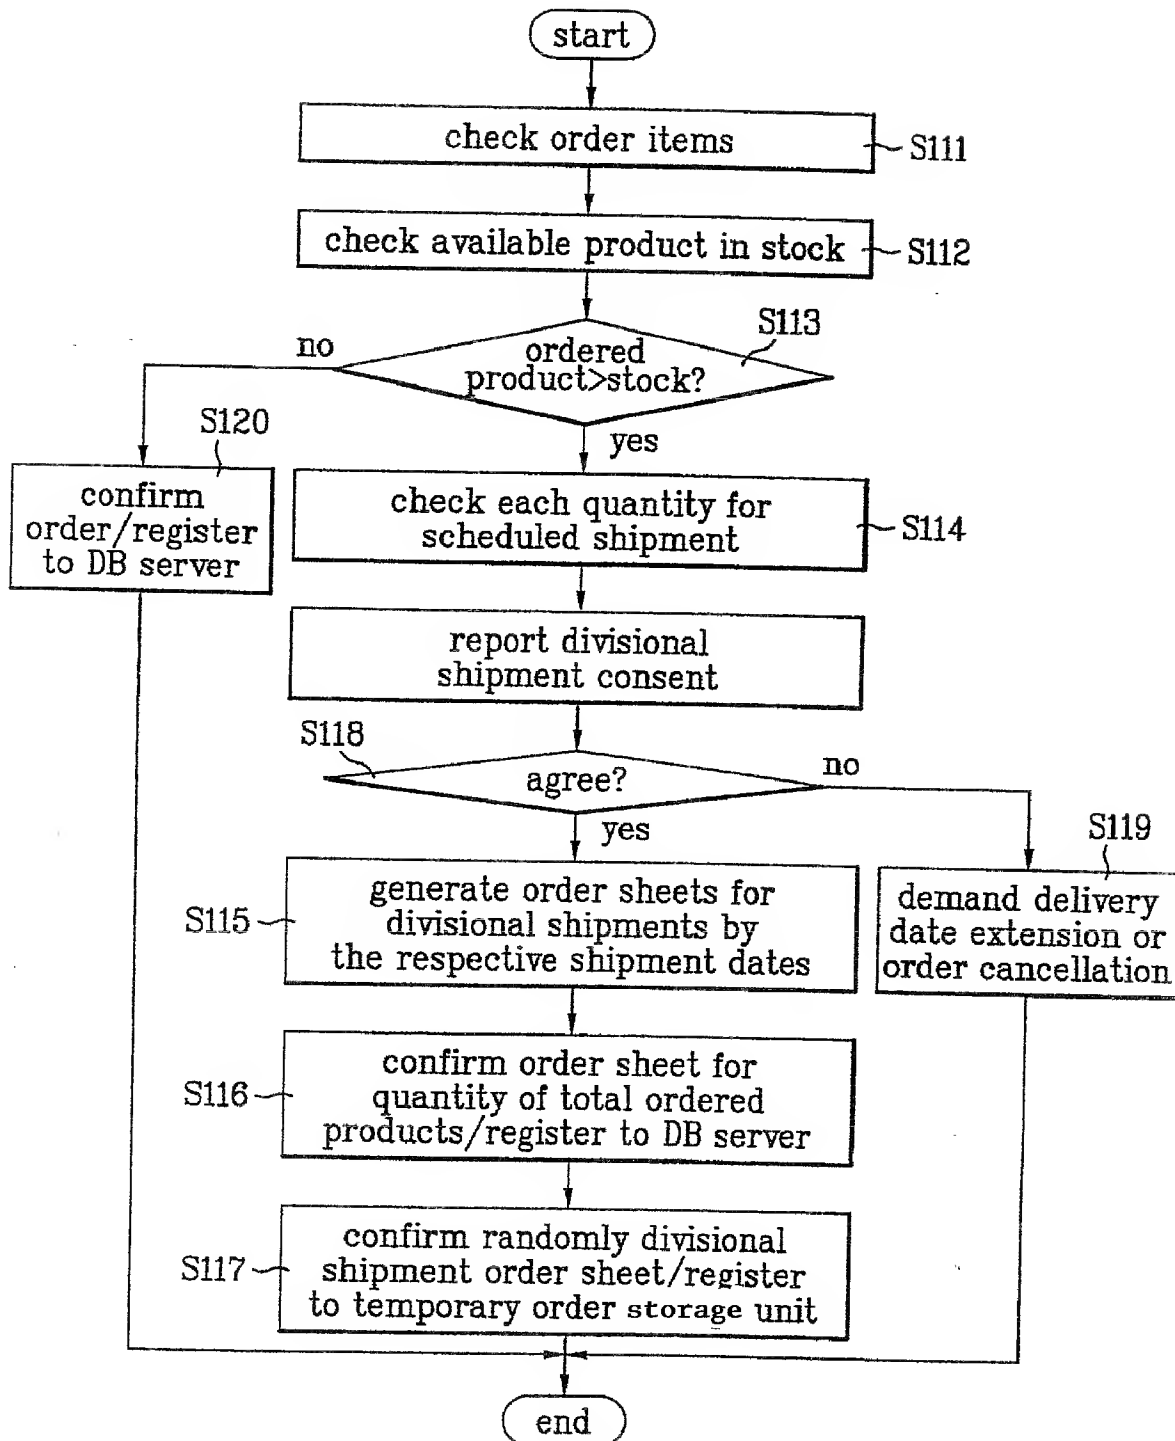 start
check order items
S111
check available product in stock
S112
S113
no
ordered
product>stock?
yes
S120
confirm
order/register
to DB server
check each quantity for
scheduled shipment
S114
report divisional
shipment consent
S118
agree?
no
yes
S119
demand delivery
date extension or
order cancellation
S115
generate order sheets for
divisional shipments by
the respective shipment dates
S116
confirm order sheet for
quantity of total ordered
products/register to DB server
S117
confirm randomly divisional
shipment order sheet/register
to temporary order storage unit
end